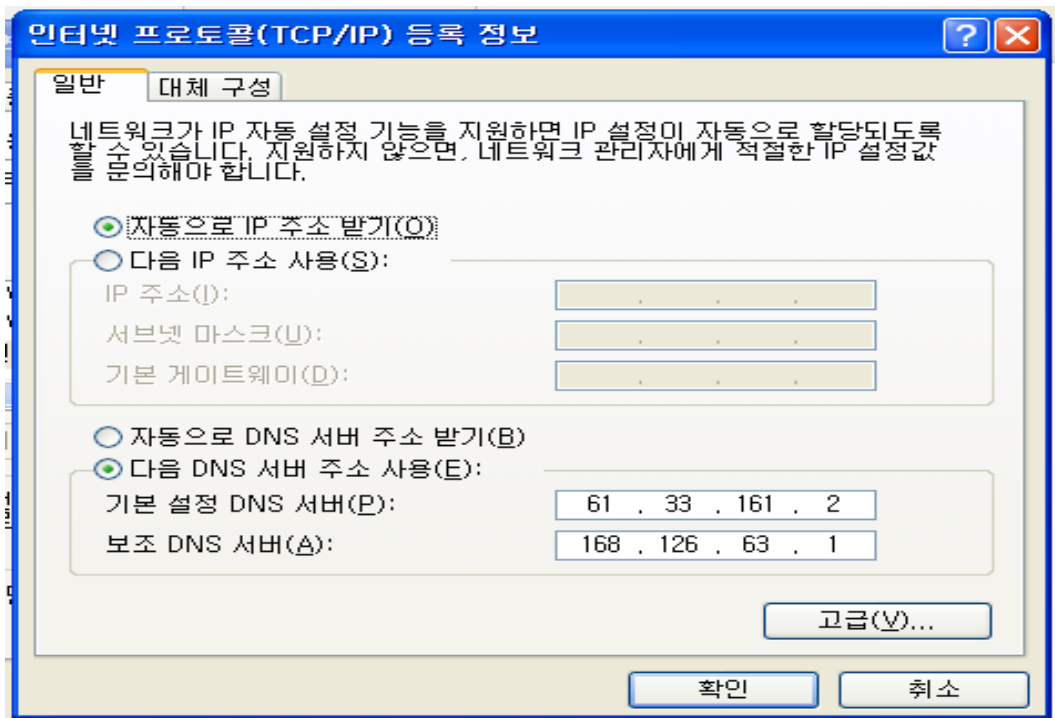 인터넷 프로토콜(TCP/IP) 등록 정보
일반 대체 구성
네트워크가 IP 자동 설정 기능을 지원하면 IP 설정이 자동으로 할당되도록
할 수 있습니다. 지원하지 않으면, 네트워크 관리자에게 적절한 IP 설정값
을 문의해야 합니다.
자동으로 IP 주소 받기(O)
다음 IP 주소 사용(S):
IP 주소(I):
서브넷 마스크(U):
기본 게이트웨이(D):
자동으로 DNS 서버 주소 받기(B)
다음 DNS 서버 주소 사용(E):
기본 설정 DNS 서버(P): 61 . 33 . 161 . 2
보조 DNS 서버(A): 168 . 126 . 63 . 1
고급(V)...
확인 취소